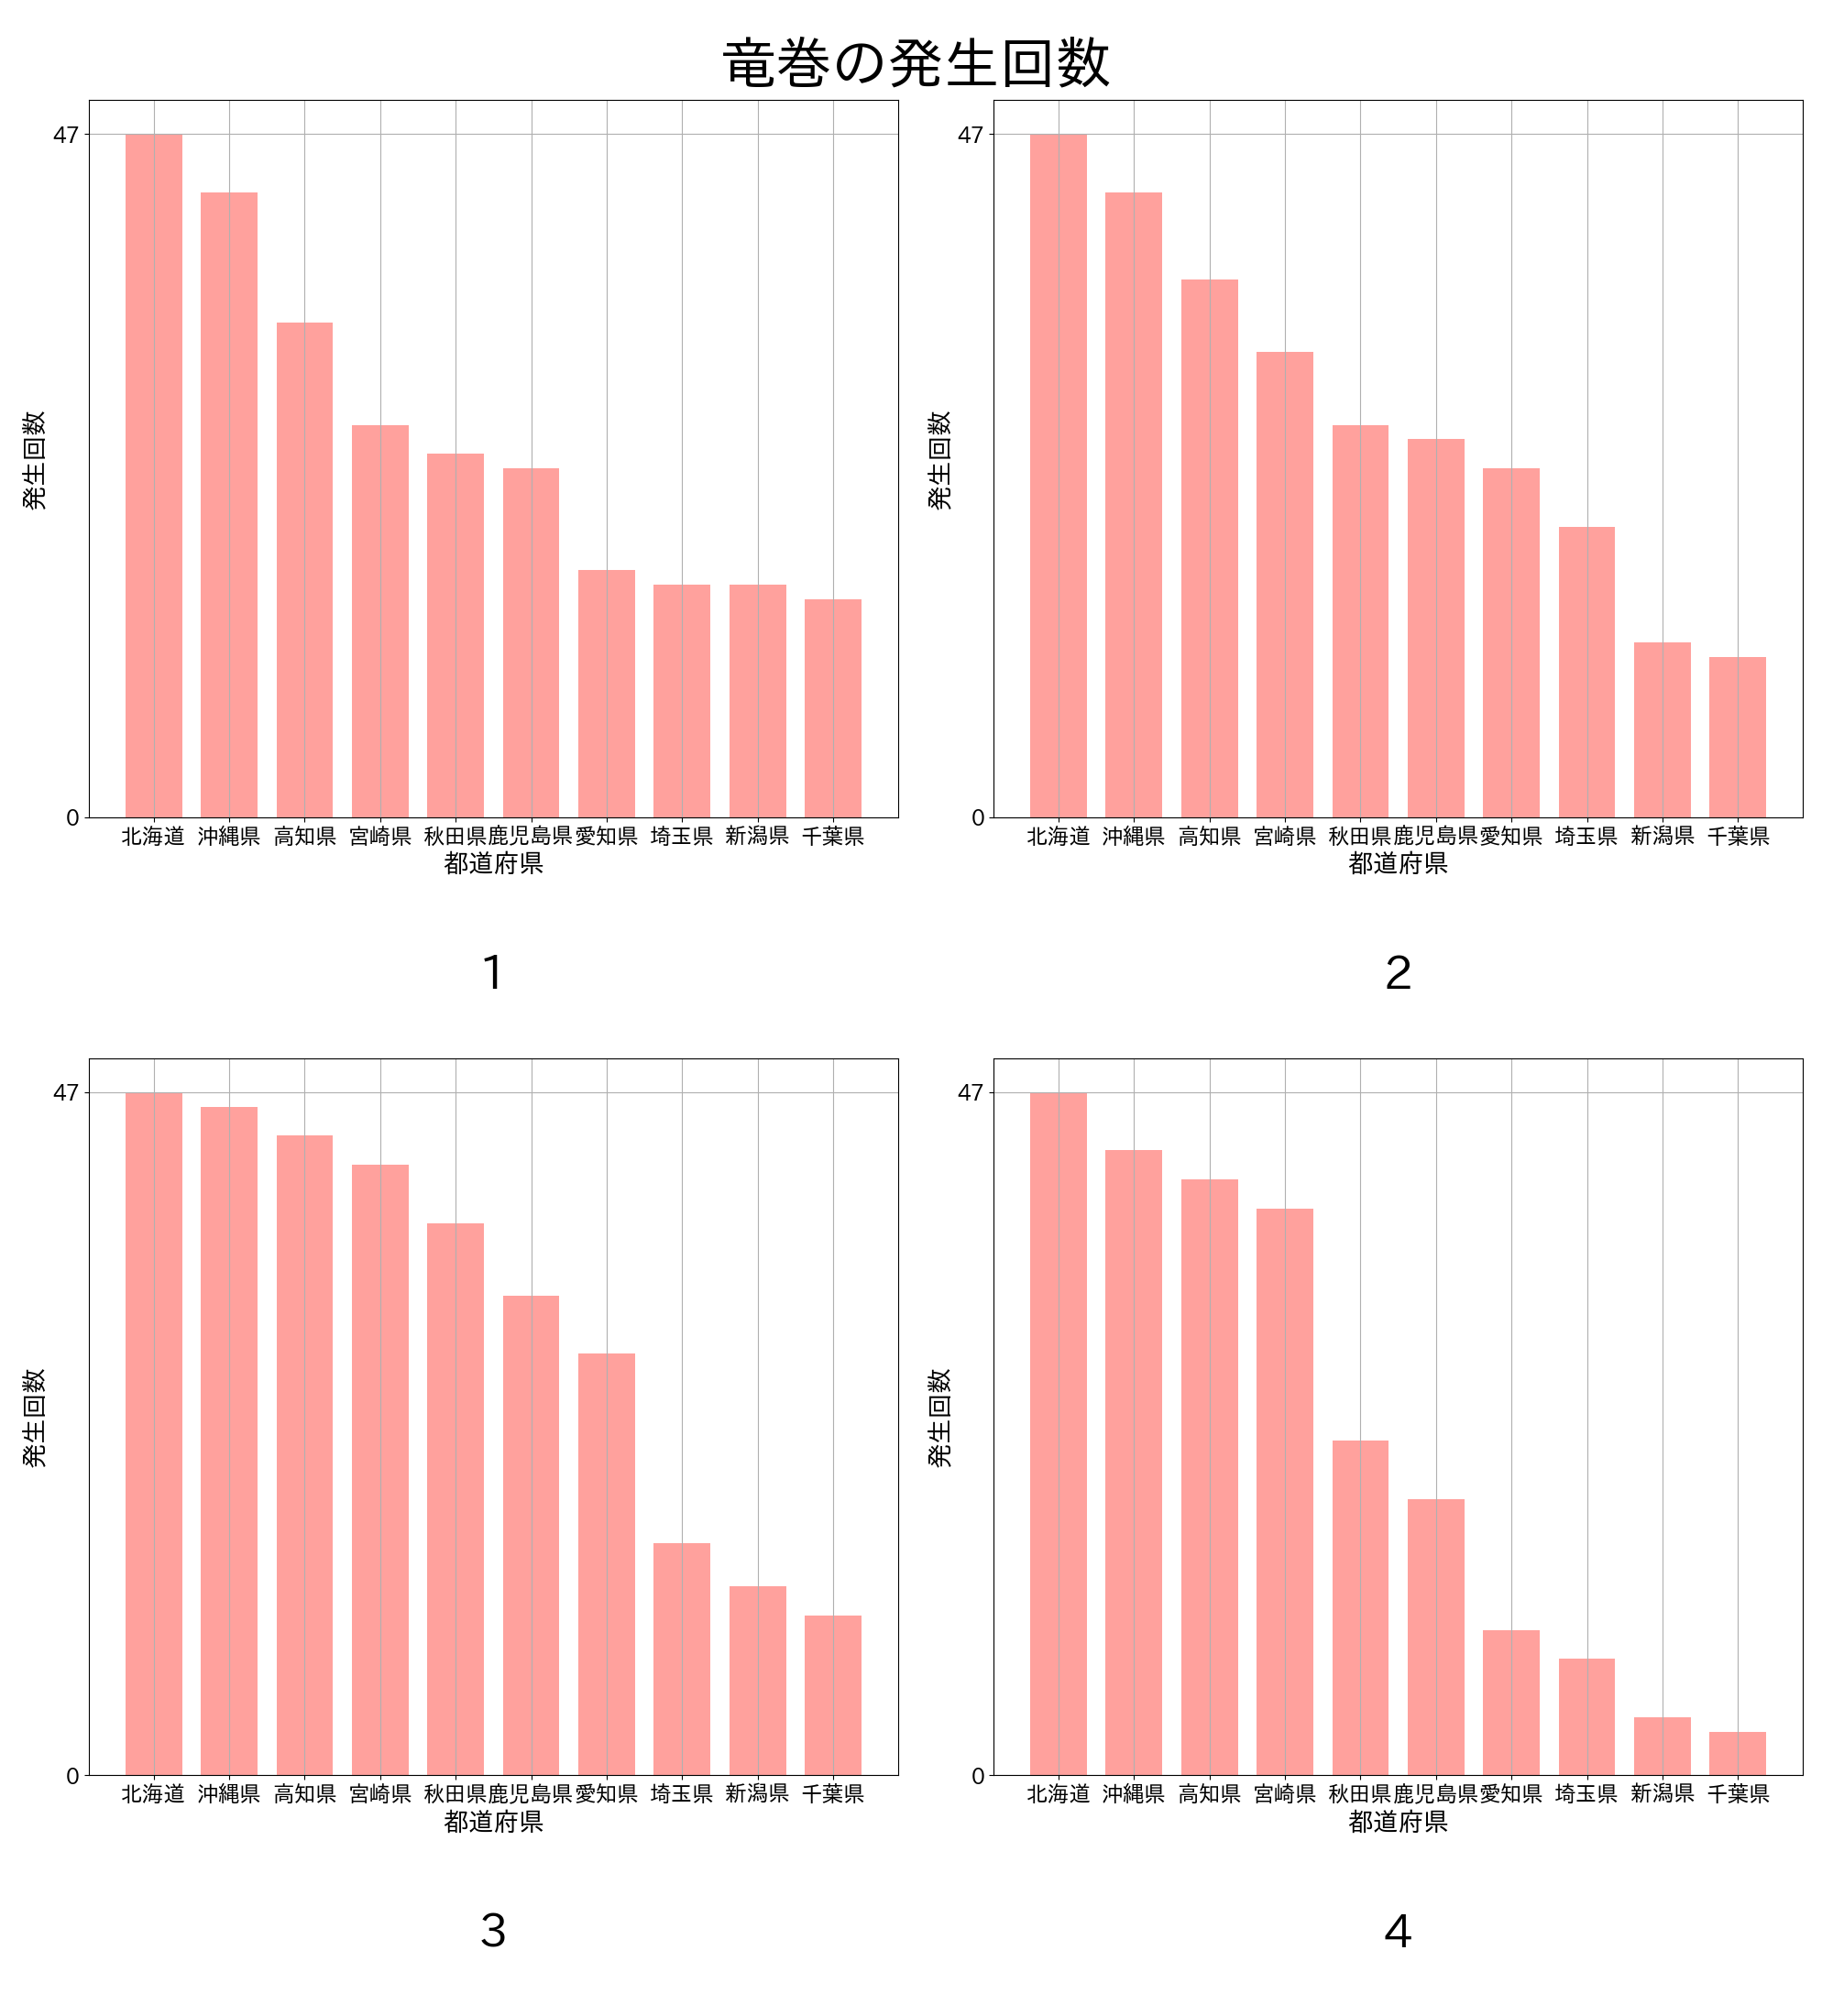 竜巻の発生回数
47
0
発生回数
北海道 沖縄県 高知県 宮崎県 秋田県 鹿児島県 愛知県 埼玉県 新潟県 千葉県
都道府県
1
47
0
発生回数
北海道 沖縄県 高知県 宮崎県 秋田県 鹿児島県 愛知県 埼玉県 新潟県 千葉県
都道府県
2
47
0
発生回数
北海道 沖縄県 高知県 宮崎県 秋田県 鹿児島県 愛知県 埼玉県 新潟県 千葉県
都道府県
3
47
0
発生回数
北海道 沖縄県 高知県 宮崎県 秋田県 鹿児島県 愛知県 埼玉県 新潟県 千葉県
都道府県
4